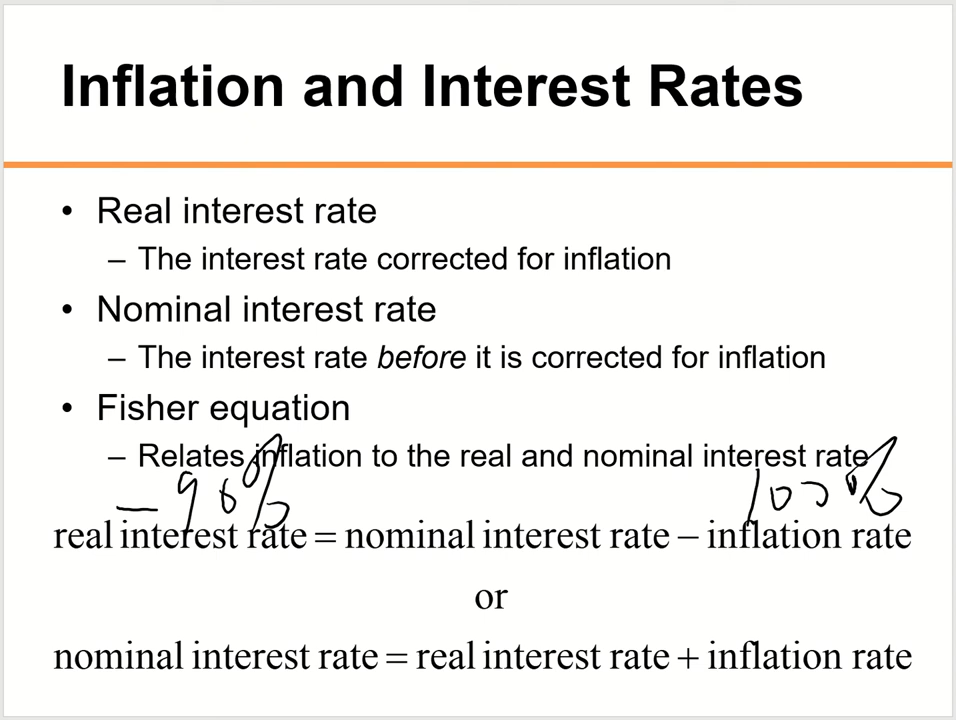 Inflation and Interest Rates
• Real interest rate
– The interest rate corrected for inflation
• Nominal interest rate
– The interest rate before it is corrected for inflation
• Fisher equation
– Relates inflation to the real and nominal interest rate
100%
real interest rate = nominal interest rate − inflation rate
or
nominal interest rate = real interest rate + inflation rate